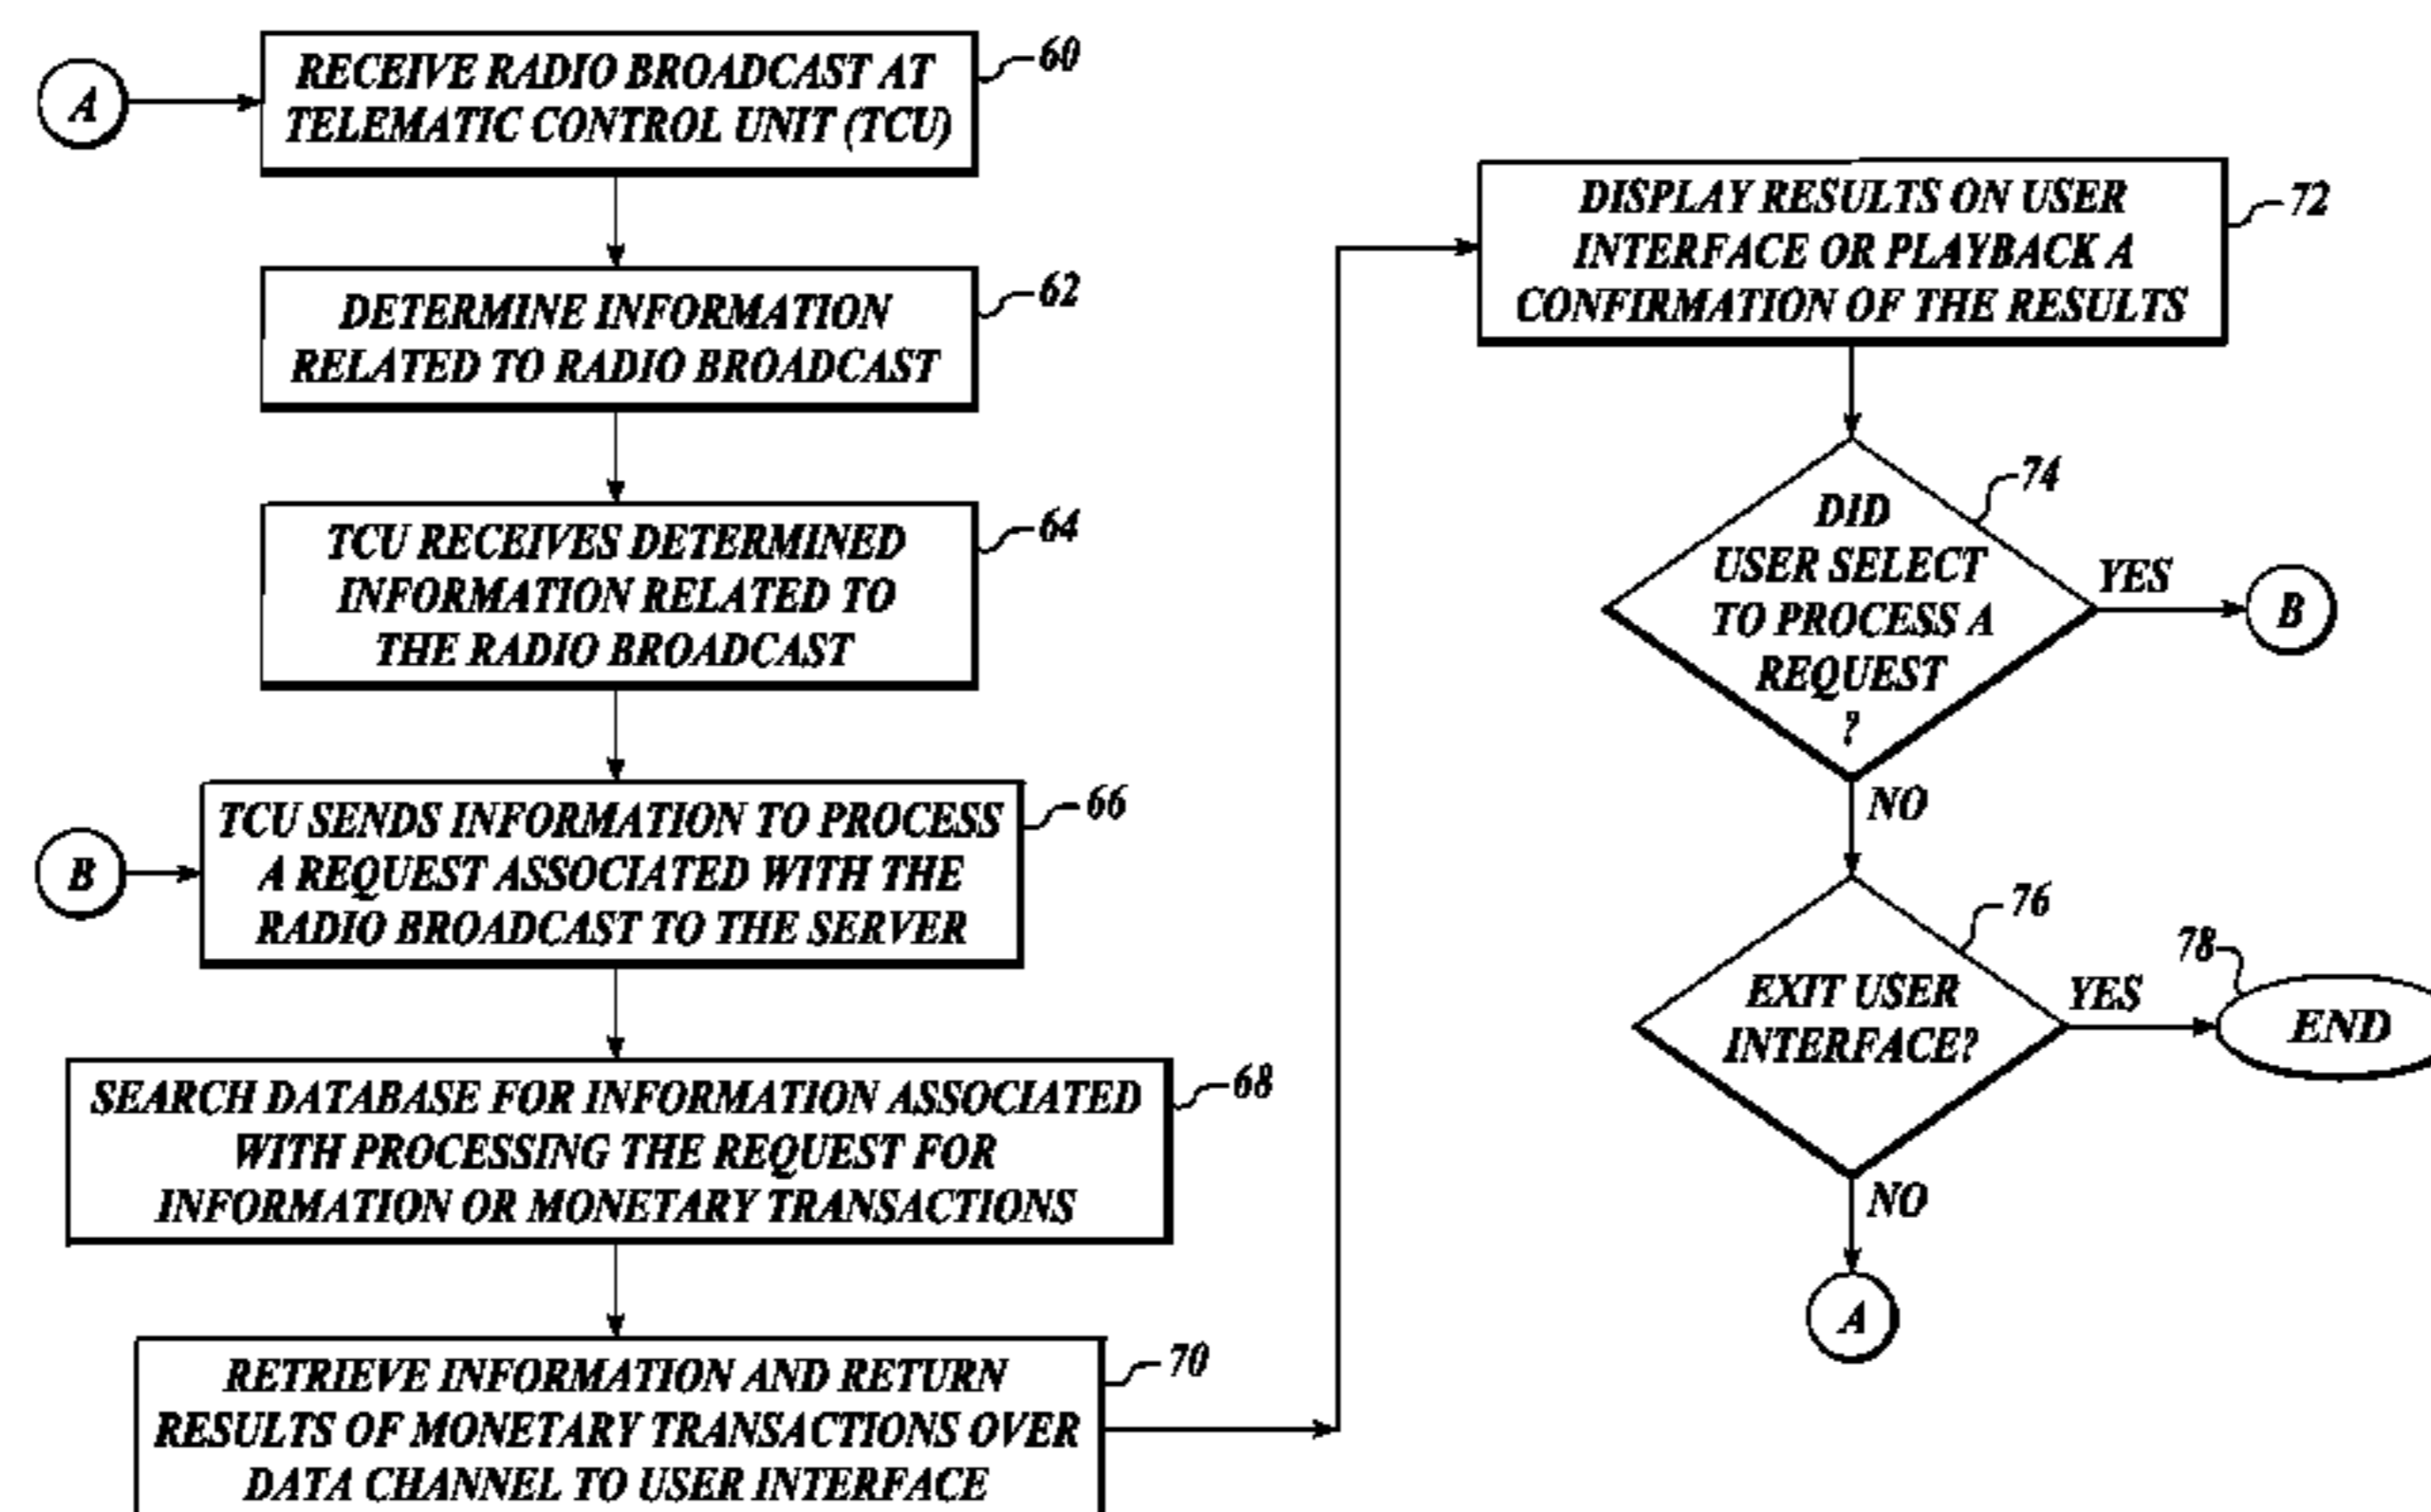 A
RECEIVE RADIO BROADCAST AT
TELEMATIC CONTROL UNIT (TCU)
60
DETERMINE INFORMATION
RELATED TO RADIO BROADCAST
62
TCU RECEIVES DETERMINED
INFORMATION RELATED TO
THE RADIO BROADCAST
64
B
TCU SENDS INFORMATION TO PROCESS
A REQUEST ASSOCIATED WITH THE
RADIO BROADCAST TO THE SERVER
66
SEARCH DATABASE FOR INFORMATION ASSOCIATED
WITH PROCESSING THE REQUEST FOR
INFORMATION OR MONETARY TRANSACTIONS
68
RETRIEVE INFORMATION AND RETURN
RESULTS OF MONETARY TRANSACTIONS OVER
DATA CHANNEL TO USER INTERFACE
70
DISPLAY RESULTS ON USER
INTERFACE OR PLAYBACK A
CONFIRMATION OF THE RESULTS
72
DID
USER SELECT
TO PROCESS A
REQUEST
?
74
YES
B
NO
EXIT USER
INTERFACE?
76
YES
78
END
NO
A